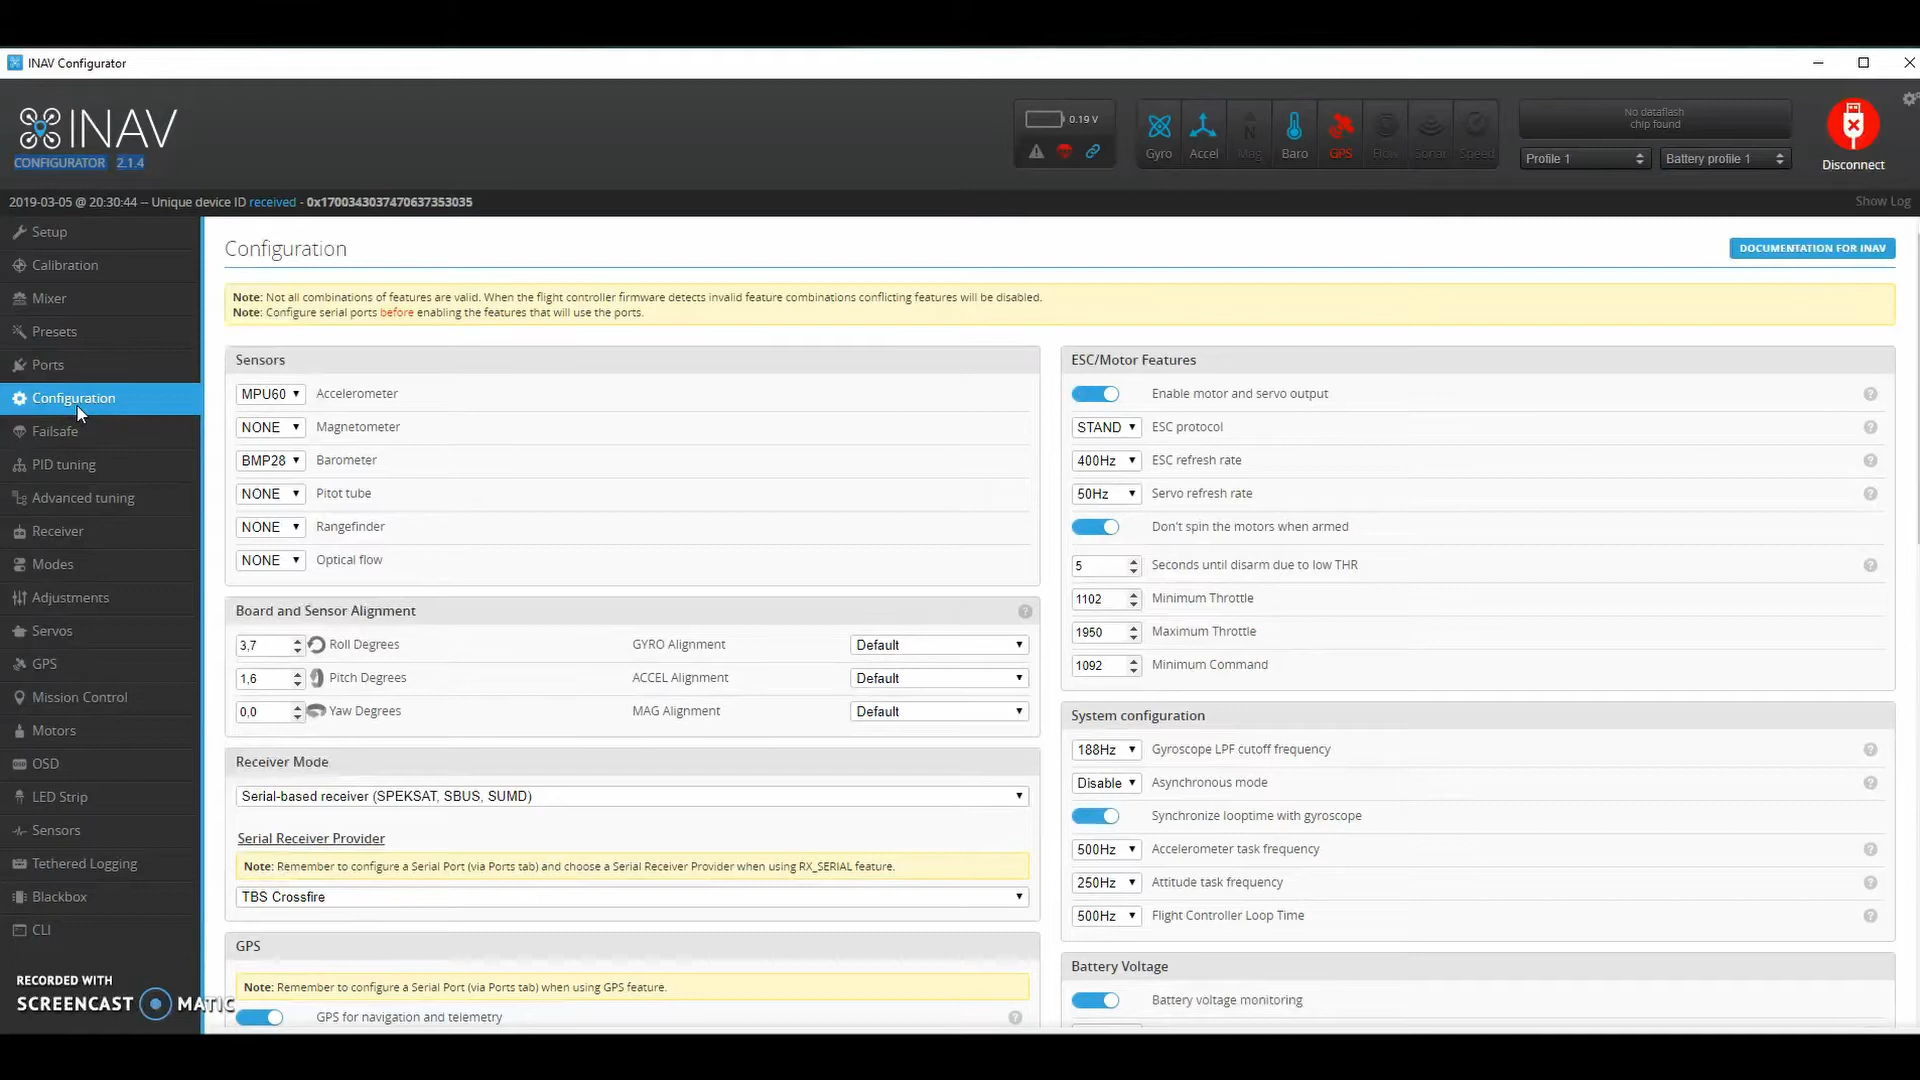 INAV Configurator
INAV
CONFIGURATOR 2.1.4
0.19 V
Gyro Accel Mag Baro GPS Flow Sonar Speed
No dataflash
chip found
Profile 1
Battery profile 1
Disconnect
2019-03-05 @ 20:30:44 -- Unique device ID received - 0x1700343037470637353035
Show Log
Setup
Calibration
Mixer
Presets
Ports
Configuration
Failsafe
PID tuning
Advanced tuning
Receiver
Modes
Adjustments
Servos
GPS
Mission Control
Motors
OSD
LED Strip
Sensors
Tethered Logging
Blackbox
CLI
RECORDED WITH
SCREENCAST MATIC
Configuration
DOCUMENTATION FOR INAV
Note: Not all combinations of features are valid. When the flight controller firmware detects invalid feature combinations conflicting features will be disabled.
Note: Configure serial ports before enabling the features that will use the ports.
Sensors
MPU60 Accelerometer
NONE Magnetometer
BMP28 Barometer
NONE Pitot tube
NONE Rangefinder
NONE Optical flow
Board and Sensor Alignment
3,7 Roll Degrees GYRO Alignment Default
1,6 Pitch Degrees ACCEL Alignment Default
0,0 Yaw Degrees MAG Alignment Default
Receiver Mode
Serial-based receiver (SPEKSAT, SBUS, SUMD)
Serial Receiver Provider
Note: Remember to configure a Serial Port (via Ports tab) and choose a Serial Receiver Provider when using RX_SERIAL feature.
TBS Crossfire
GPS
Note: Remember to configure a Serial Port (via Ports tab) when using GPS feature.
GPS for navigation and telemetry
ESC/Motor Features
Enable motor and servo output
STAND ESC protocol
400Hz ESC refresh rate
50Hz Servo refresh rate
Don't spin the motors when armed
5 Seconds until disarm due to low THR
1102 Minimum Throttle
1950 Maximum Throttle
1092 Minimum Command
System configuration
188Hz Gyroscope LPF cutoff frequency
Disable Asynchronous mode
Synchronize looptime with gyroscope
500Hz Accelerometer task frequency
250Hz Attitude task frequency
500Hz Flight Controller Loop Time
Battery Voltage
Battery voltage monitoring